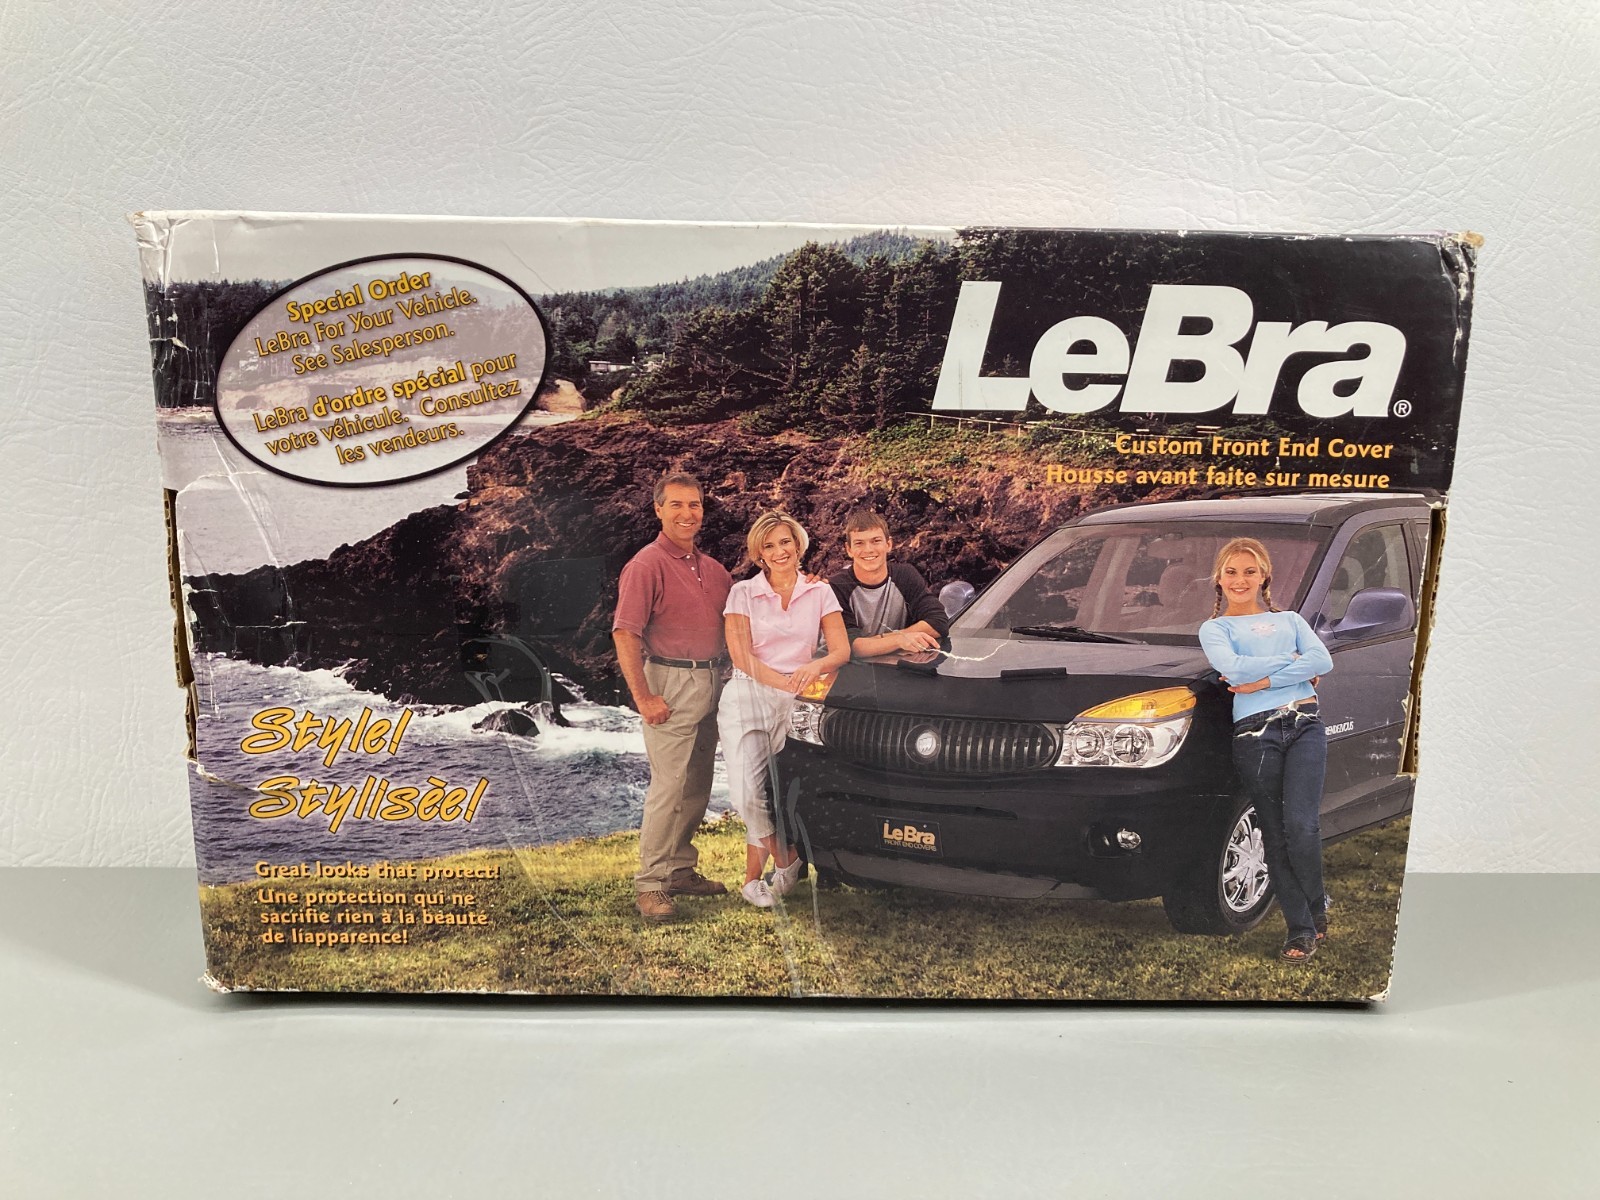 Special Order
LeBra For Your Vehicle.
See Salesperson.
LeBra d'ordre spécial pour
votre véhicule. Consultez
les vendeurs.
LeBra®
Custom Front End Cover
Housse avant faite sur mesure
Style!
Stylisèe!
Great looks that protect!
Une protection qui ne
sacrifie rien à la béauté
de líapparence!
LeBra
FRONT END COVERS
RENDEZVOUS